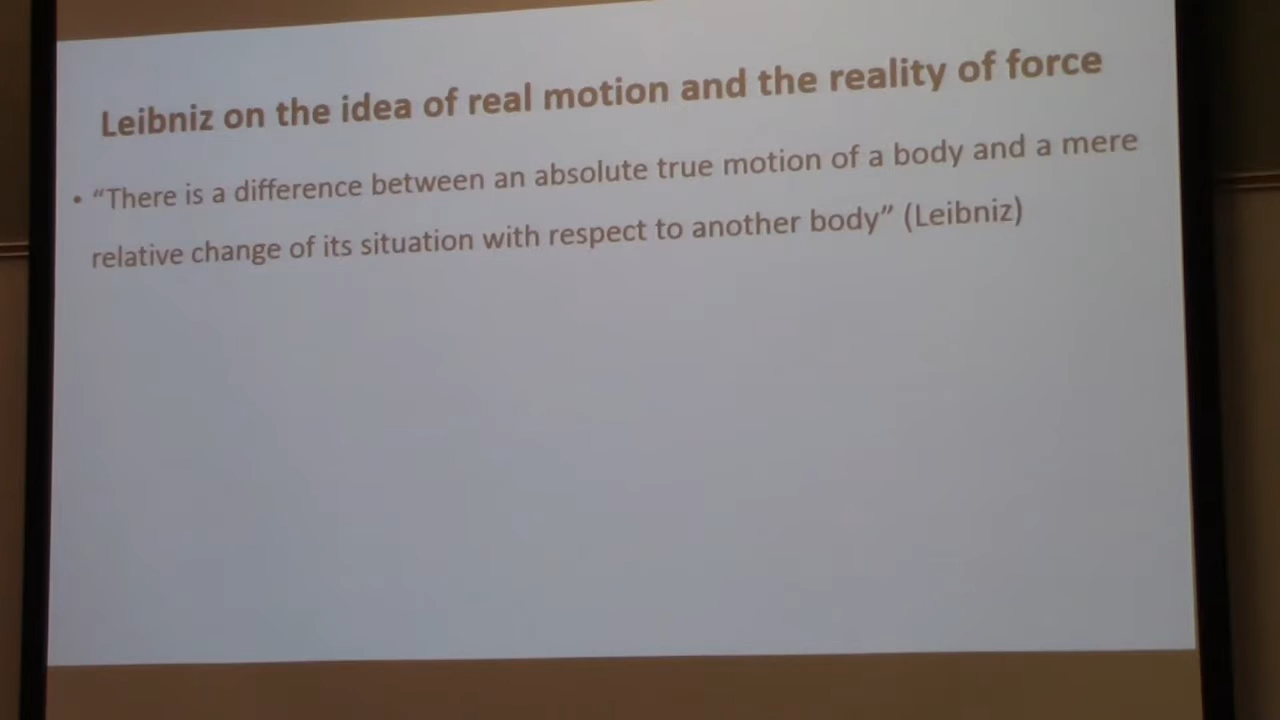 Leibniz on the idea of real motion and the reality of force
• “There is a difference between an absolute true motion of a body and a mere
relative change of its situation with respect to another body” (Leibniz)